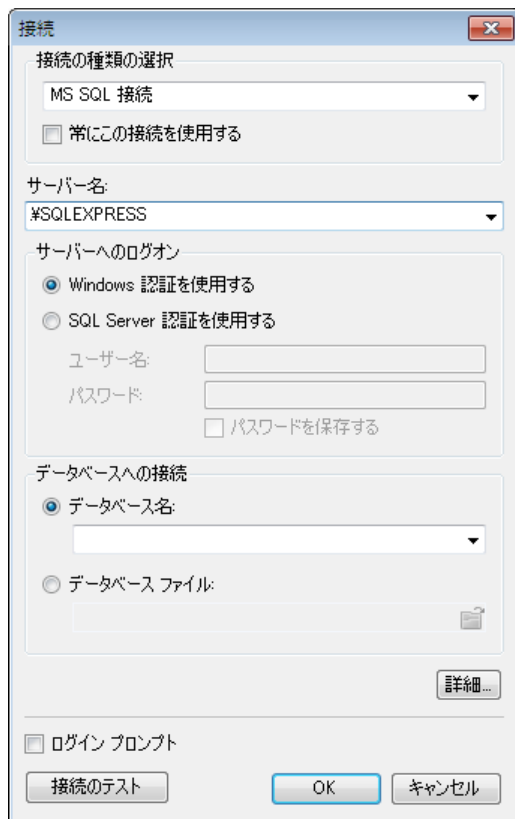 接続
接続の種類の選択
MS SQL 接続
常にこの接続を使用する
サーバー名:
¥SQLEXPRESS
サーバーへのログオン
Windows 認証を使用する
SQL Server 認証を使用する
ユーザー名:
パスワード:
パスワードを保存する
データベースへの接続
データベース名:
データベース ファイル:
詳細...
ログイン プロンプト
接続のテスト
OK
キャンセル